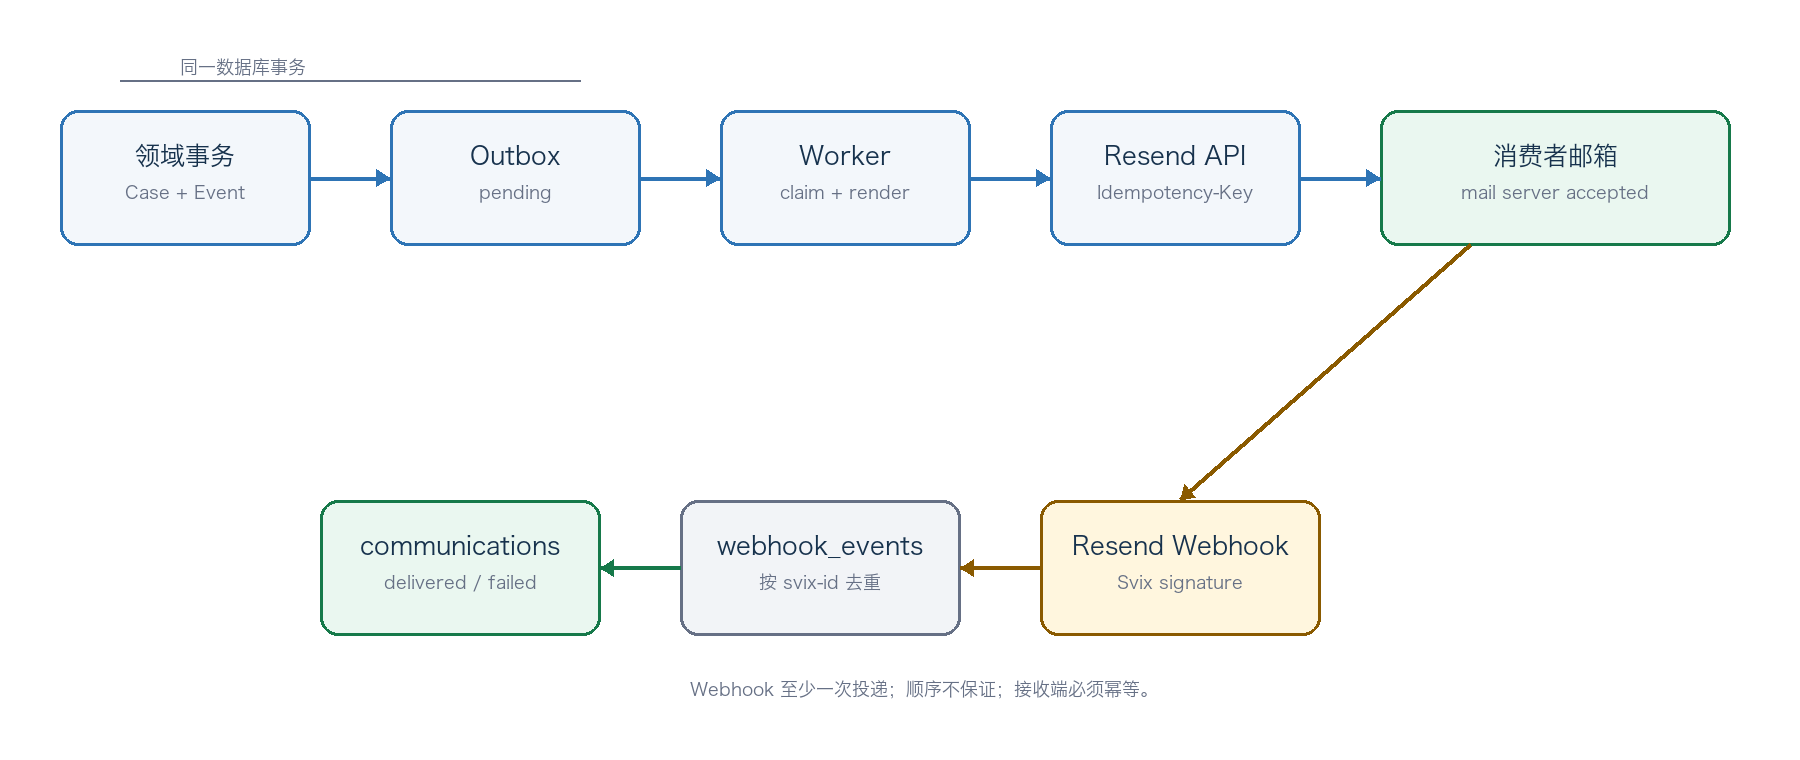 同一数据库事务
领域事务
Case + Event
Outbox
pending
Worker
claim + render
Resend API
Idempotency-Key
消费者邮箱
mail server accepted
communications
delivered / failed
webhook_events
按 svix-id 去重
Resend Webhook
Svix signature
Webhook 至少一次投递；顺序不保证；接收端必须幂等。